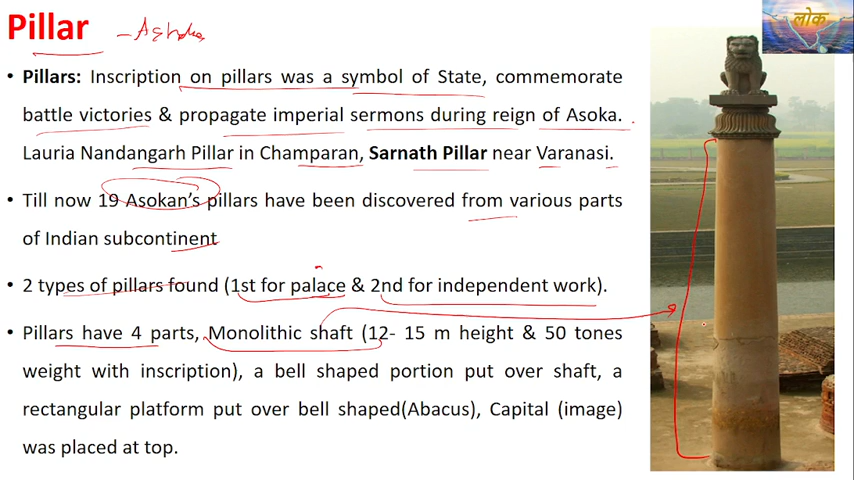 Pillar - Ashoka
लोक
• Pillars: Inscription on pillars was a symbol of State, commemorate
battle victories & propagate imperial sermons during reign of Asoka.
Lauria Nandangarh Pillar in Champaran, Sarnath Pillar near Varanasi.
• Till now 19 Asokan's pillars have been discovered from various parts
of Indian subcontinent
• 2 types of pillars found (1st for palace & 2nd for independent work).
• Pillars have 4 parts, Monolithic shaft (12- 15 m height & 50 tones
weight with inscription), a bell shaped portion put over shaft, a
rectangular platform put over bell shaped(Abacus), Capital (image)
was placed at top.